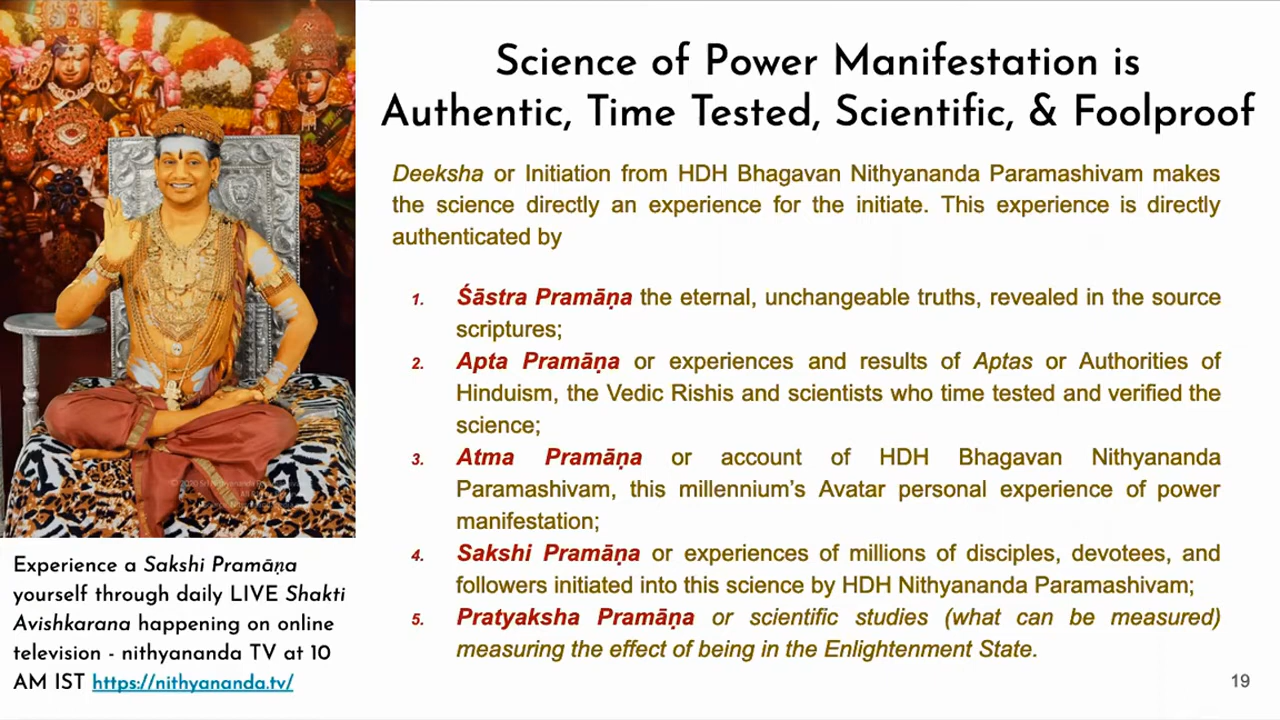 Science of Power Manifestation is
Authentic, Time Tested, Scientific, & Foolproof
Deeksha or Initiation from HDH Bhagavan Nithyananda Paramashivam makes
the science directly an experience for the initiate. This experience is directly
authenticated by
1. Śāstra Pramāṇa the eternal, unchangeable truths, revealed in the source
scriptures;
2. Apta Pramāṇa or experiences and results of Aptas or Authorities of
Hinduism, the Vedic Rishis and scientists who time tested and verified the
science;
3. Atma Pramāṇa or account of HDH Bhagavan Nithyananda
Paramashivam, this millennium's Avatar personal experience of power
manifestation;
4. Sakshi Pramāṇa or experiences of millions of disciples, devotees, and
followers initiated into this science by HDH Nithyananda Paramashivam;
5. Pratyaksha Pramāṇa or scientific studies (what can be measured)
measuring the effect of being in the Enlightenment State.
Experience a Sakshi Pramāṇa
yourself through daily LIVE Shakti
Avishkarana happening on online
television - nithyananda TV at 10
AM IST https://nithyananda.tv/
19